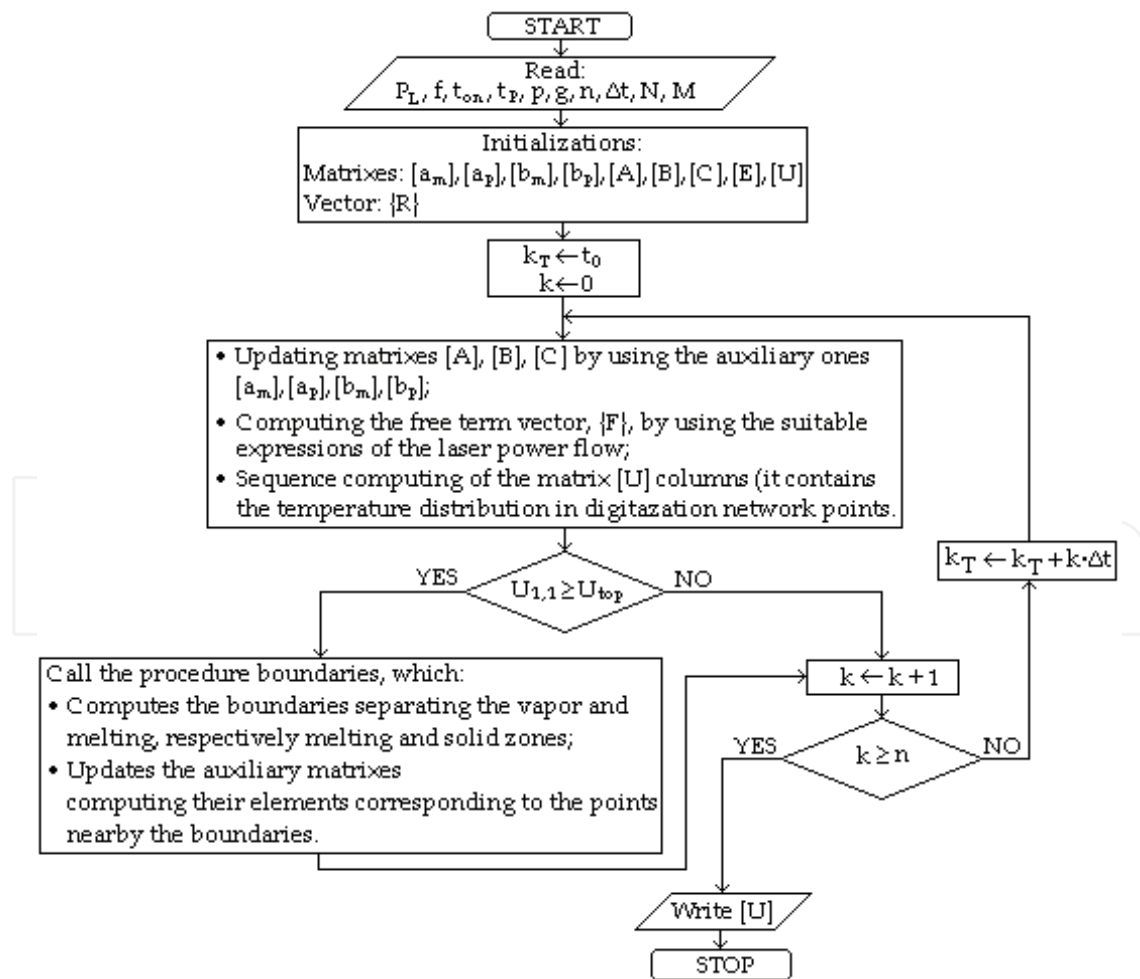 START
Read:
P_L, f, t_on, t_p, p, g, n, Δt, N, M
Initializations:
Matrixes: [a_m],[a_p],[b_m],[b_p],[A],[B],[C],[E],[U]
Vector: {R}
k_T ← t_0
k ← 0
• Updating matrixes [A], [B], [C] by using the auxiliary ones
[a_m],[a_p],[b_m],[b_p];
• Computing the free term vector, {F}, by using the suitable
expressions of the laser power flow;
• Sequence computing of the matrix [U] columns (it contains
the temperature distribution in digitazation network points.
k_T ← k_T + k·Δt
YES
U_1,1 ≥ U_top
NO
Call the procedure boundaries, which:
• Computes the boundaries separating the vapor and
melting, respectively melting and solid zones;
• Updates the auxiliary matrixes
computing their elements corresponding to the points
nearby the boundaries.
k ← k + 1
YES
k ≥ n
NO
Write [U]
STOP